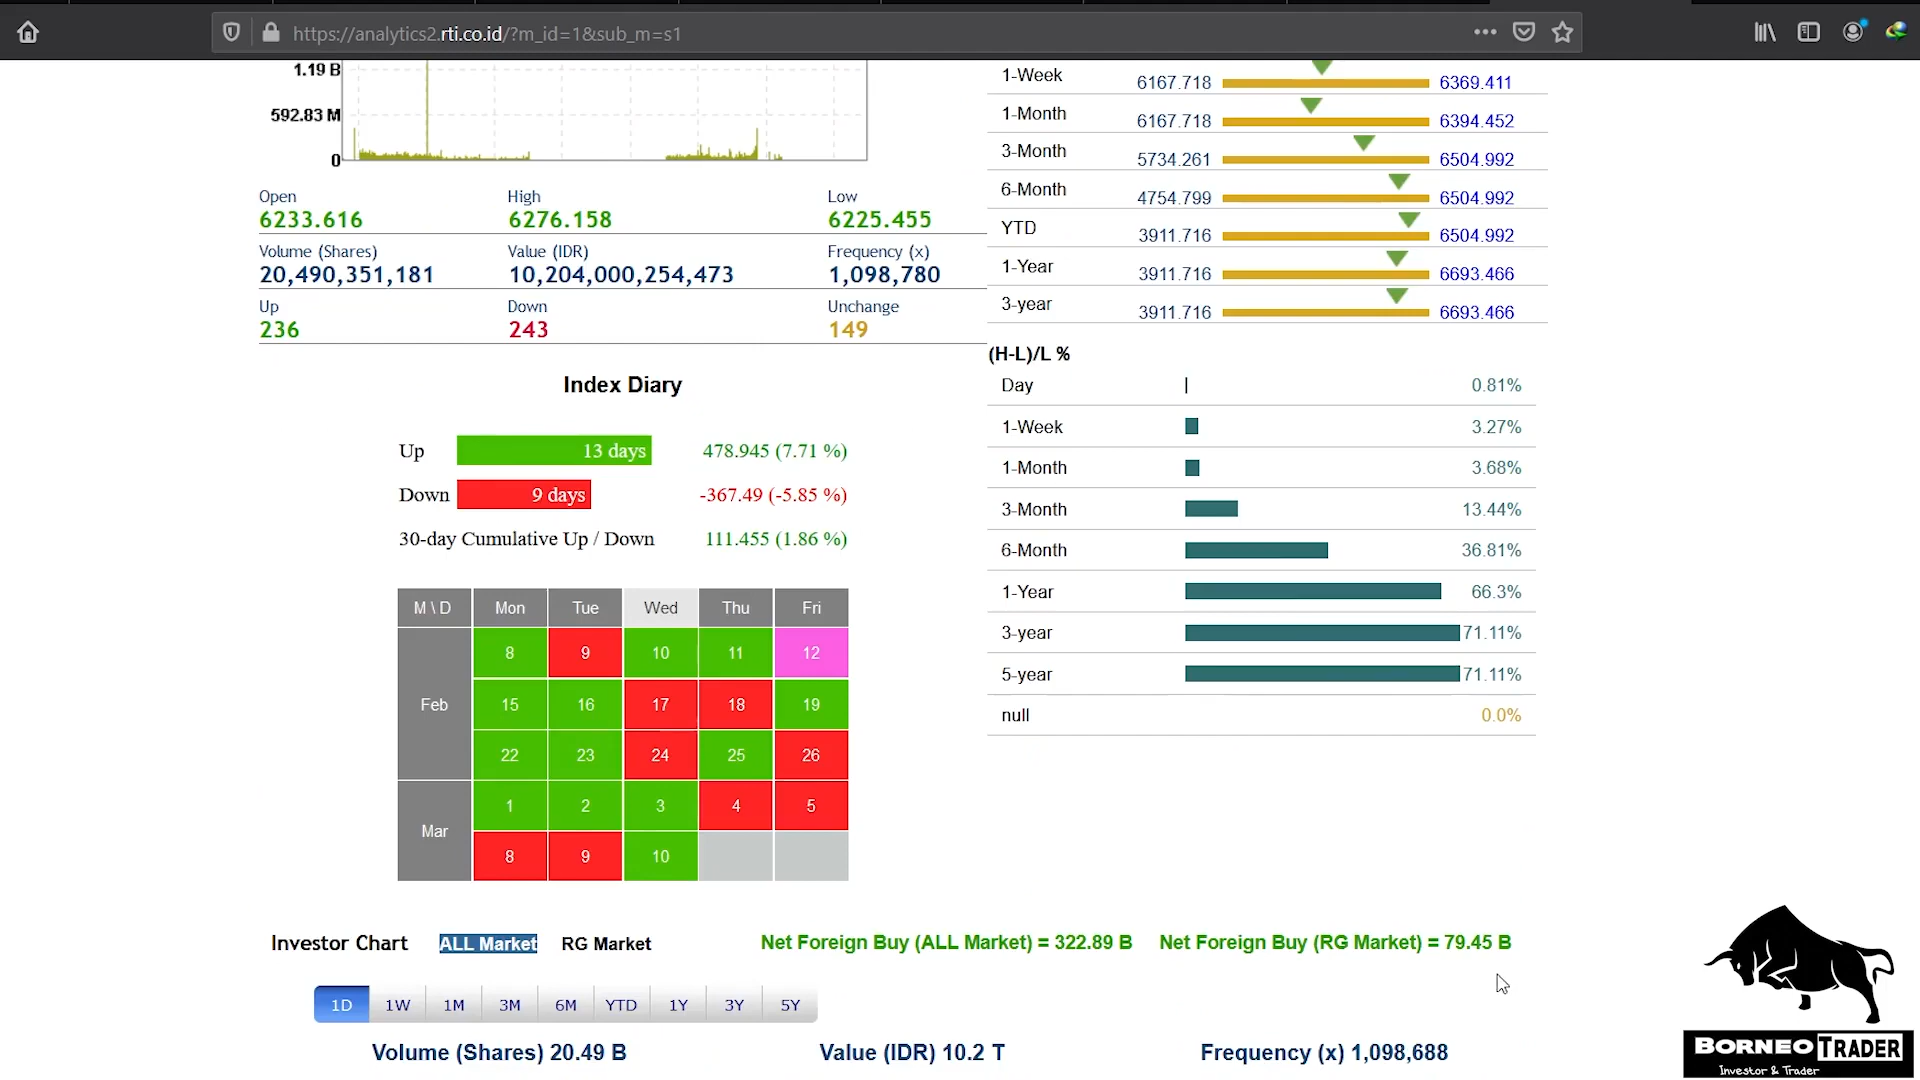 https://analytics2.rti.co.id/?m_id=1&sub_m=s1
1.19 B
592.83 M
0
Open High Low
6233.616 6276.158 6225.455
Volume (Shares) Value (IDR) Frequency (x)
20,490,351,181 10,204,000,254,473 1,098,780
Up Down Unchange
236 243 149
1-Week 6167.718 6369.411
1-Month 6167.718 6394.452
3-Month 5734.261 6504.992
6-Month 4754.799 6504.992
YTD 3911.716 6504.992
1-Year 3911.716 6693.466
3-year 3911.716 6693.466
(H-L)/L %
Day 0.81%
1-Week 3.27%
1-Month 3.68%
3-Month 13.44%
6-Month 36.81%
1-Year 66.3%
3-year 71.11%
5-year 71.11%
null 0.0%
Index Diary
Up 13 days 478.945 (7.71 %)
Down 9 days -367.49 (-5.85 %)
30-day Cumulative Up / Down 111.455 (1.86 %)
M \ D Mon Tue Wed Thu Fri
8 9 10 11 12
Feb 15 16 17 18 19
22 23 24 25 26
1 2 3 4 5
Mar
8 9 10
Investor Chart ALL Market RG Market Net Foreign Buy (ALL Market) = 322.89 B Net Foreign Buy (RG Market) = 79.45 B
1D 1W 1M 3M 6M YTD 1Y 3Y 5Y
Volume (Shares) 20.49 B Value (IDR) 10.2 T Frequency (x) 1,098,688
BORNEO TRADER
Investor & Trader